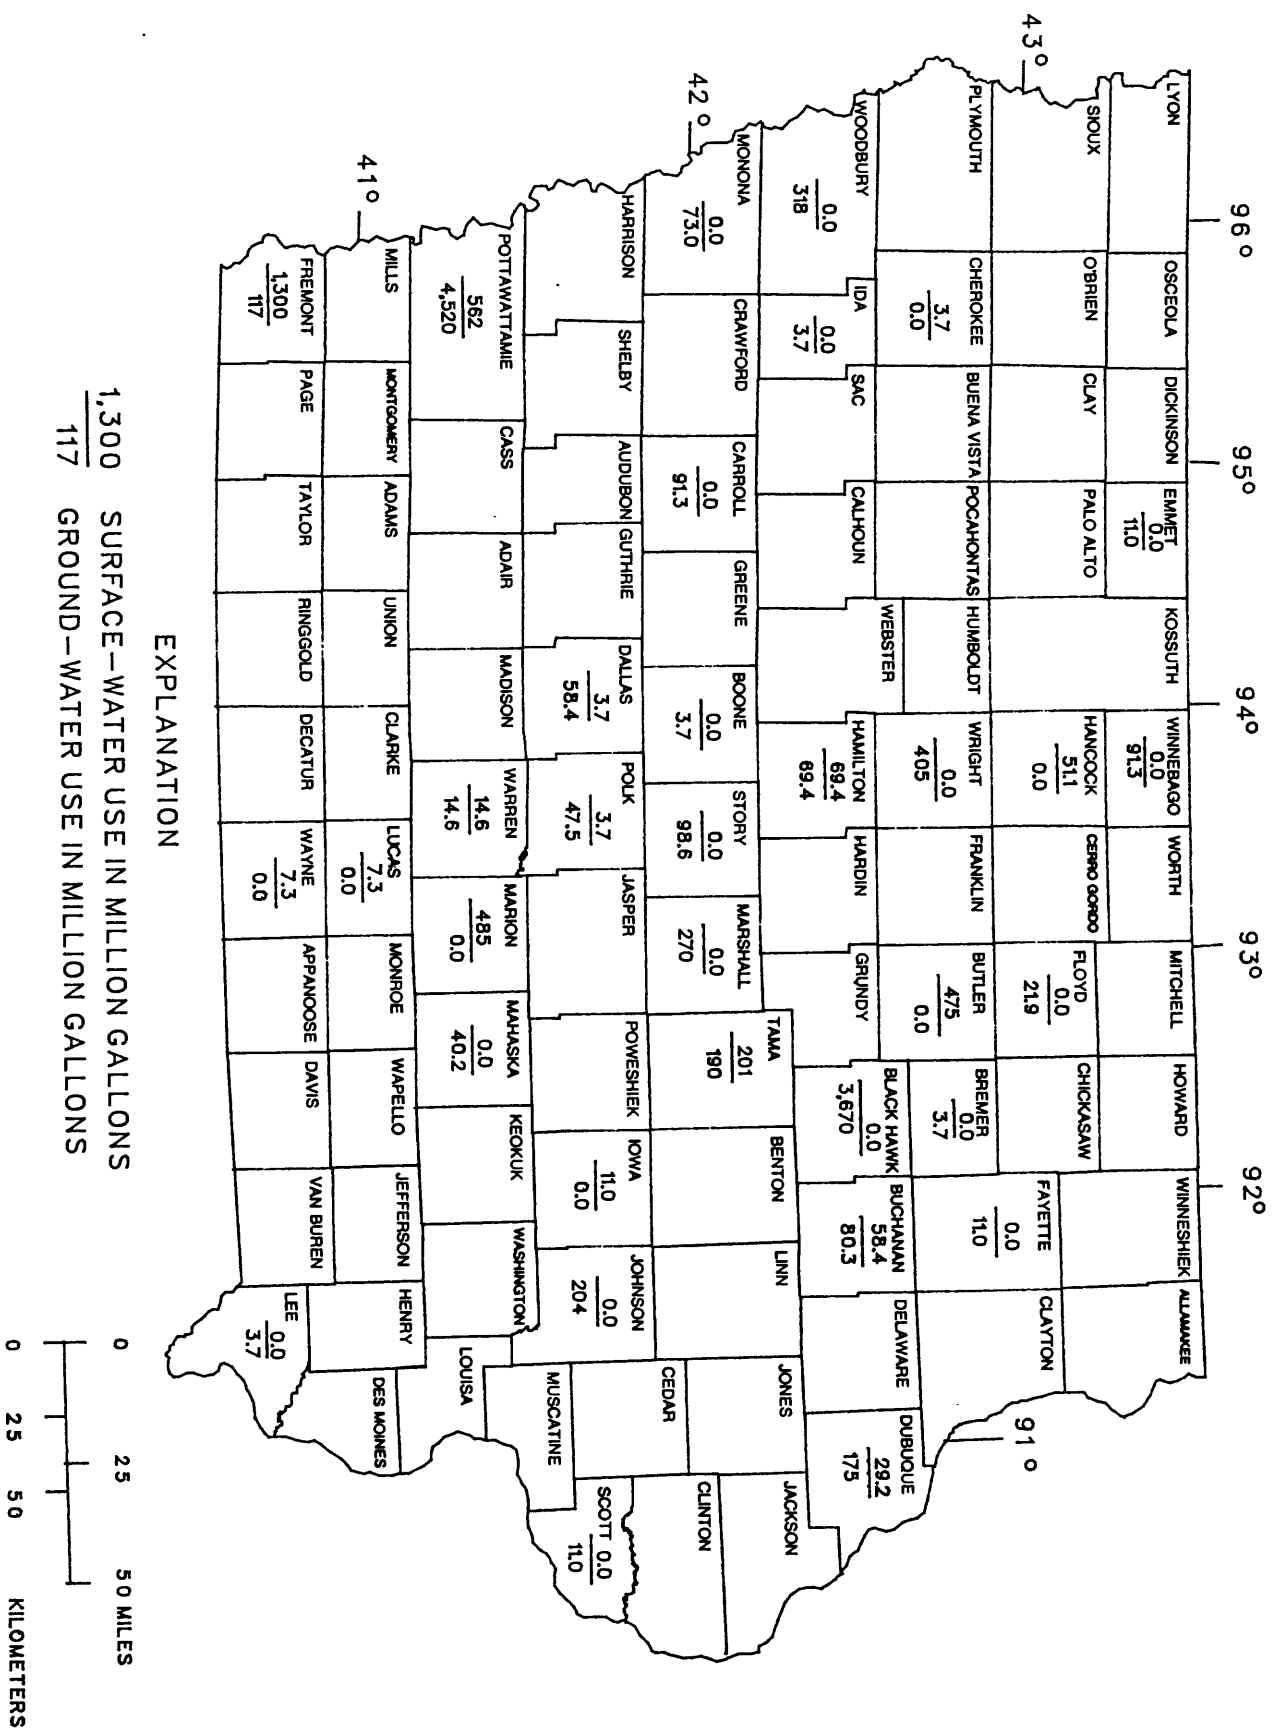 96° 95° 94° 93° 92°
43°
42°
41°
91°
LYON
OSCEOLA
DICKINSON
EMMET
0.0
11.0
KOSSUTH
WINNEBAGO
0.0
91.3
WORTH
MITCHELL
HOWARD
WINNESHIEK
ALLAMAKEE
SIOUX
O'BRIEN
CLAY
PALO ALTO
HANCOCK
51.1
0.0
CERRO GORDO
FLOYD
0.0
21.9
CHICKASAW
FAYETTE
0.0
11.0
CLAYTON
PLYMOUTH
CHEROKEE
3.7
0.0
BUENA VISTA
POCAHONTAS
HUMBOLDT
WRIGHT
0.0
405
FRANKLIN
BUTLER
475
0.0
BREMER
0.0
3.7
WOODBURY
0.0
318
IDA
0.0
3.7
SAC
CALHOUN
WEBSTER
HAMILTON
69.4
69.4
HARDIN
GRUNDY
BLACK HAWK
0.0
3,670
BUCHANAN
58.4
80.3
DELAWARE
DUBUQUE
29.2
175
MONONA
0.0
73.0
CRAWFORD
CARROLL
0.0
91.3
GREENE
BOONE
0.0
3.7
STORY
0.0
98.6
MARSHALL
0.0
270
TAMA
201
190
BENTON
LINN
JONES
JACKSON
HARRISON
SHELBY
AUDUBON
GUTHRIE
DALLAS
3.7
58.4
POLK
3.7
47.5
JASPER
POWESHIEK
IOWA
11.0
0.0
JOHNSON
0.0
204
CEDAR
CLINTON
MUSCATINE
SCOTT
0.0
11.0
POTTAWATTAMIE
562
4,520
CASS
ADAIR
MADISON
WARREN
14.6
14.6
MARION
485
0.0
MAHASKA
0.0
40.2
KEOKUK
WASHINGTON
LOUISA
MILLS
MONTGOMERY
ADAMS
UNION
CLARKE
LUCAS
7.3
0.0
MONROE
WAPELLO
JEFFERSON
HENRY
DES MOINES
FREMONT
1,300
117
PAGE
TAYLOR
RINGGOLD
DECATUR
WAYNE
7.3
0.0
APPANOOSE
DAVIS
VAN BUREN
LEE
0.0
3.7
EXPLANATION
1,300 SURFACE-WATER USE IN MILLION GALLONS
117 GROUND-WATER USE IN MILLION GALLONS
0 25 50 MILES
0 25 50 KILOMETERS